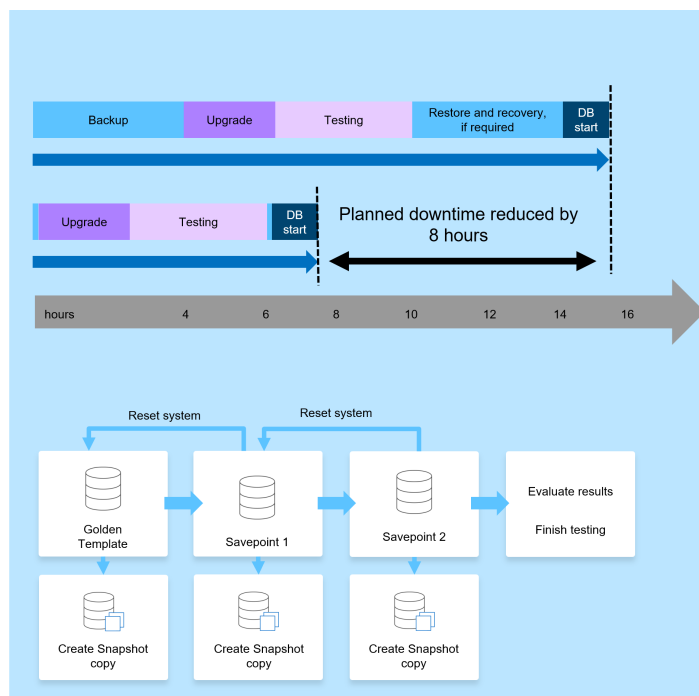 Backup
Upgrade
Testing
Restore and recovery,
if required
DB
start
Upgrade
Testing
DB
start
Planned downtime reduced by
8 hours
hours 4 6 8 10 12 14 16
Reset system
Reset system
Golden
Template
Savepoint 1
Savepoint 2
Evaluate results
Finish testing
Create Snapshot
copy
Create Snapshot
copy
Create Snapshot
copy